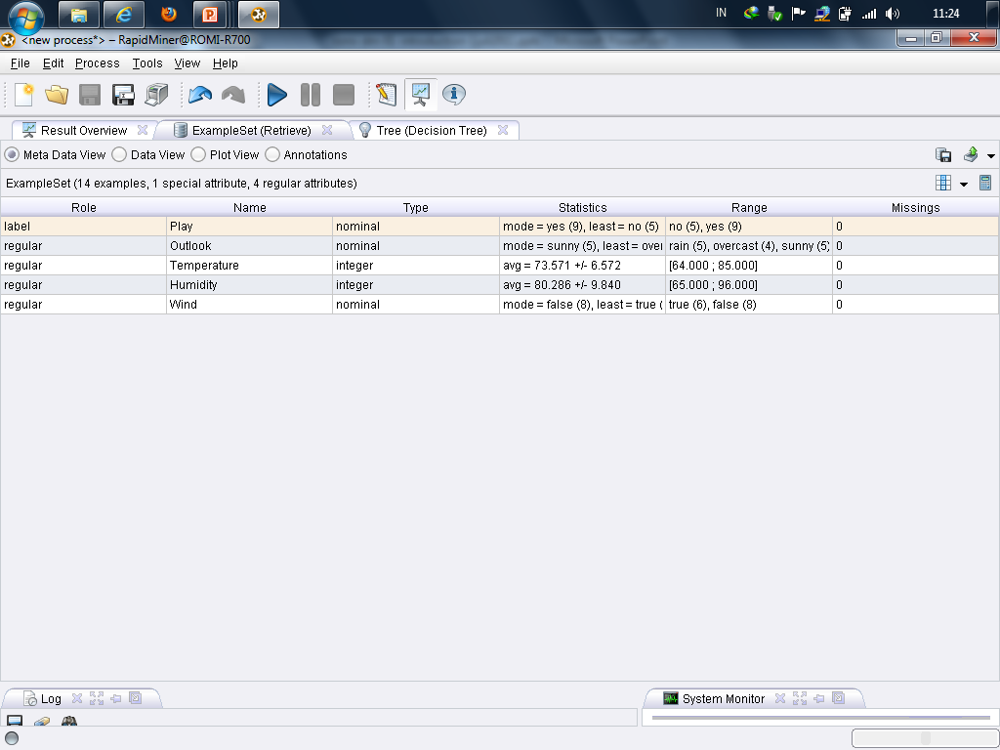 IN 11:24
<new process*> – RapidMiner@ROMI-R700
File Edit Process Tools View Help
Result Overview ExampleSet (Retrieve) Tree (Decision Tree)
Meta Data View Data View Plot View Annotations
ExampleSet (14 examples, 1 special attribute, 4 regular attributes)
Role Name Type Statistics Range Missings
label Play nominal mode = yes (9), least = no (5) no (5), yes (9) 0
regular Outlook nominal mode = sunny (5), least = over rain (5), overcast (4), sunny (5) 0
regular Temperature integer avg = 73.571 +/- 6.572 [64.000 ; 85.000] 0
regular Humidity integer avg = 80.286 +/- 9.840 [65.000 ; 96.000] 0
regular Wind nominal mode = false (8), least = true ( true (6), false (8) 0
Log System Monitor